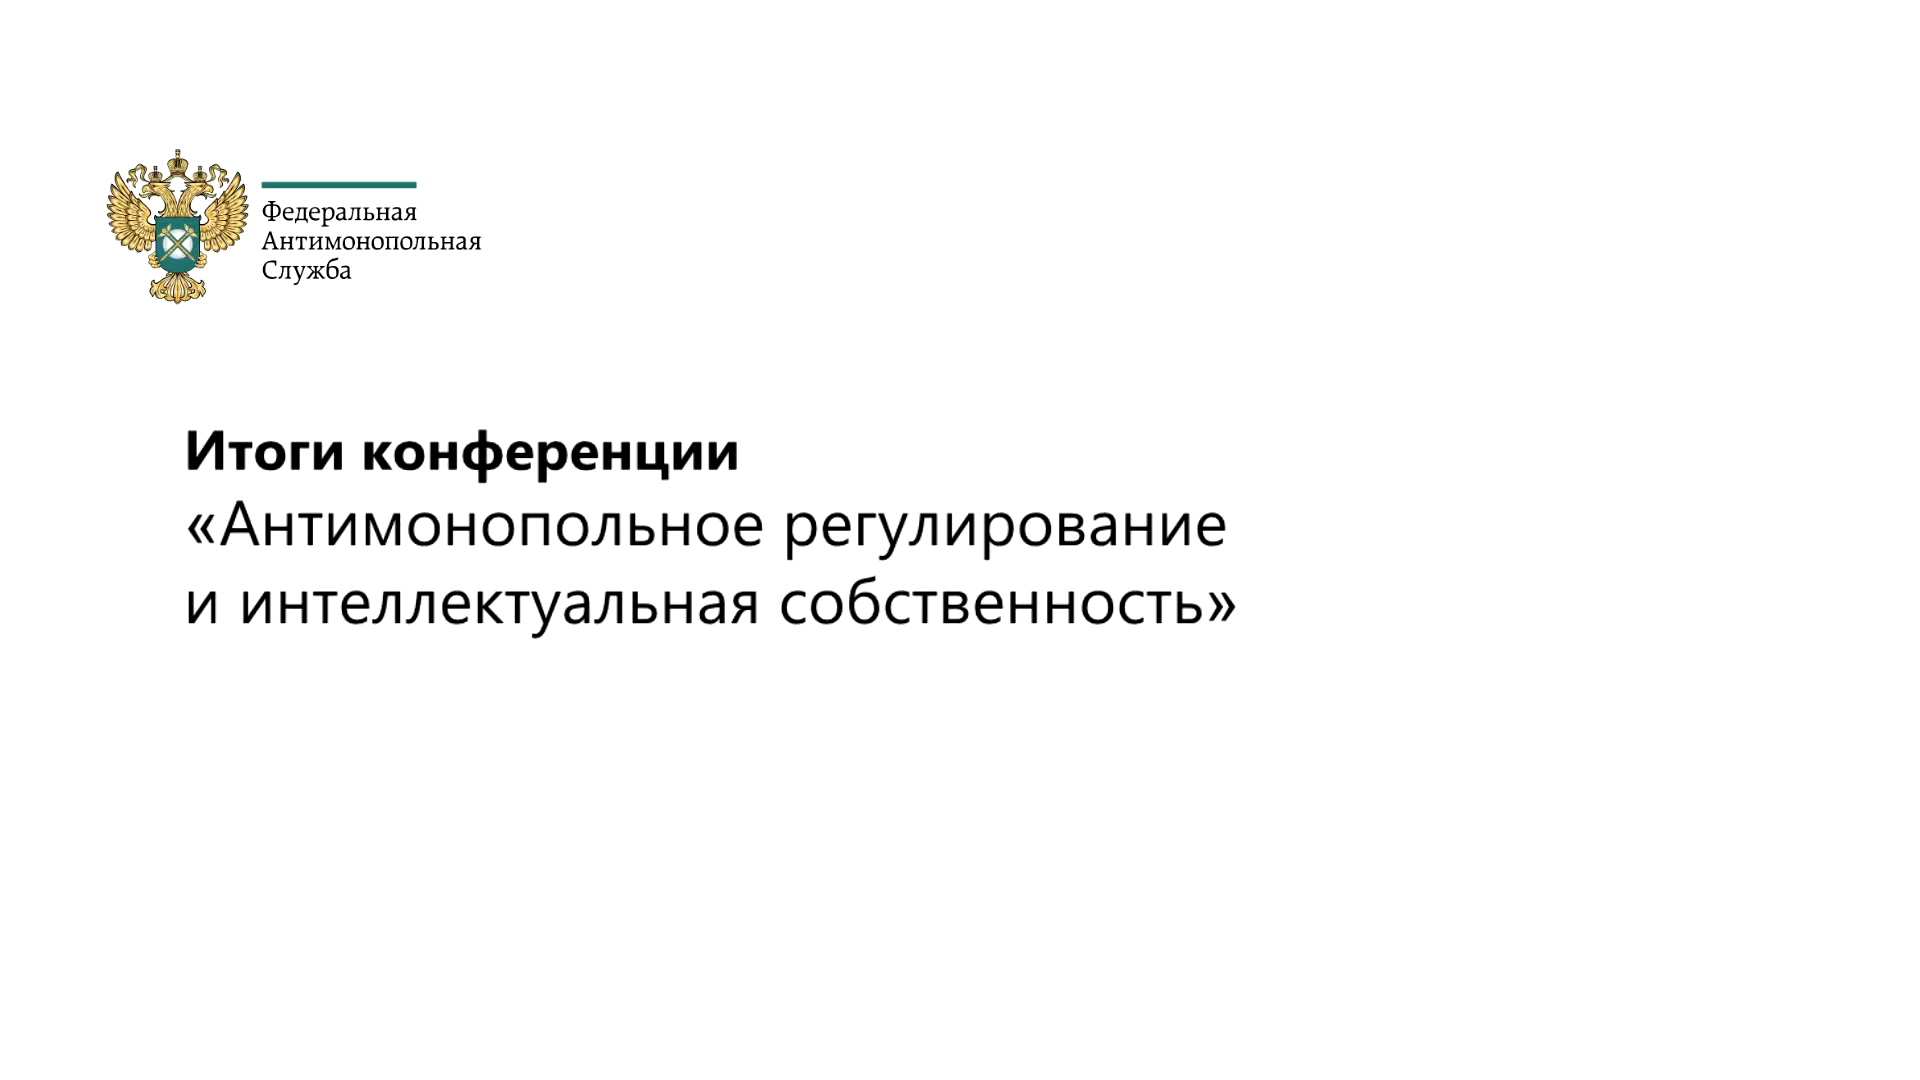 Федеральная
Антимонопольная
Служба
Итоги конференции
«Антимонопольное регулирование
и интеллектуальная собственность»